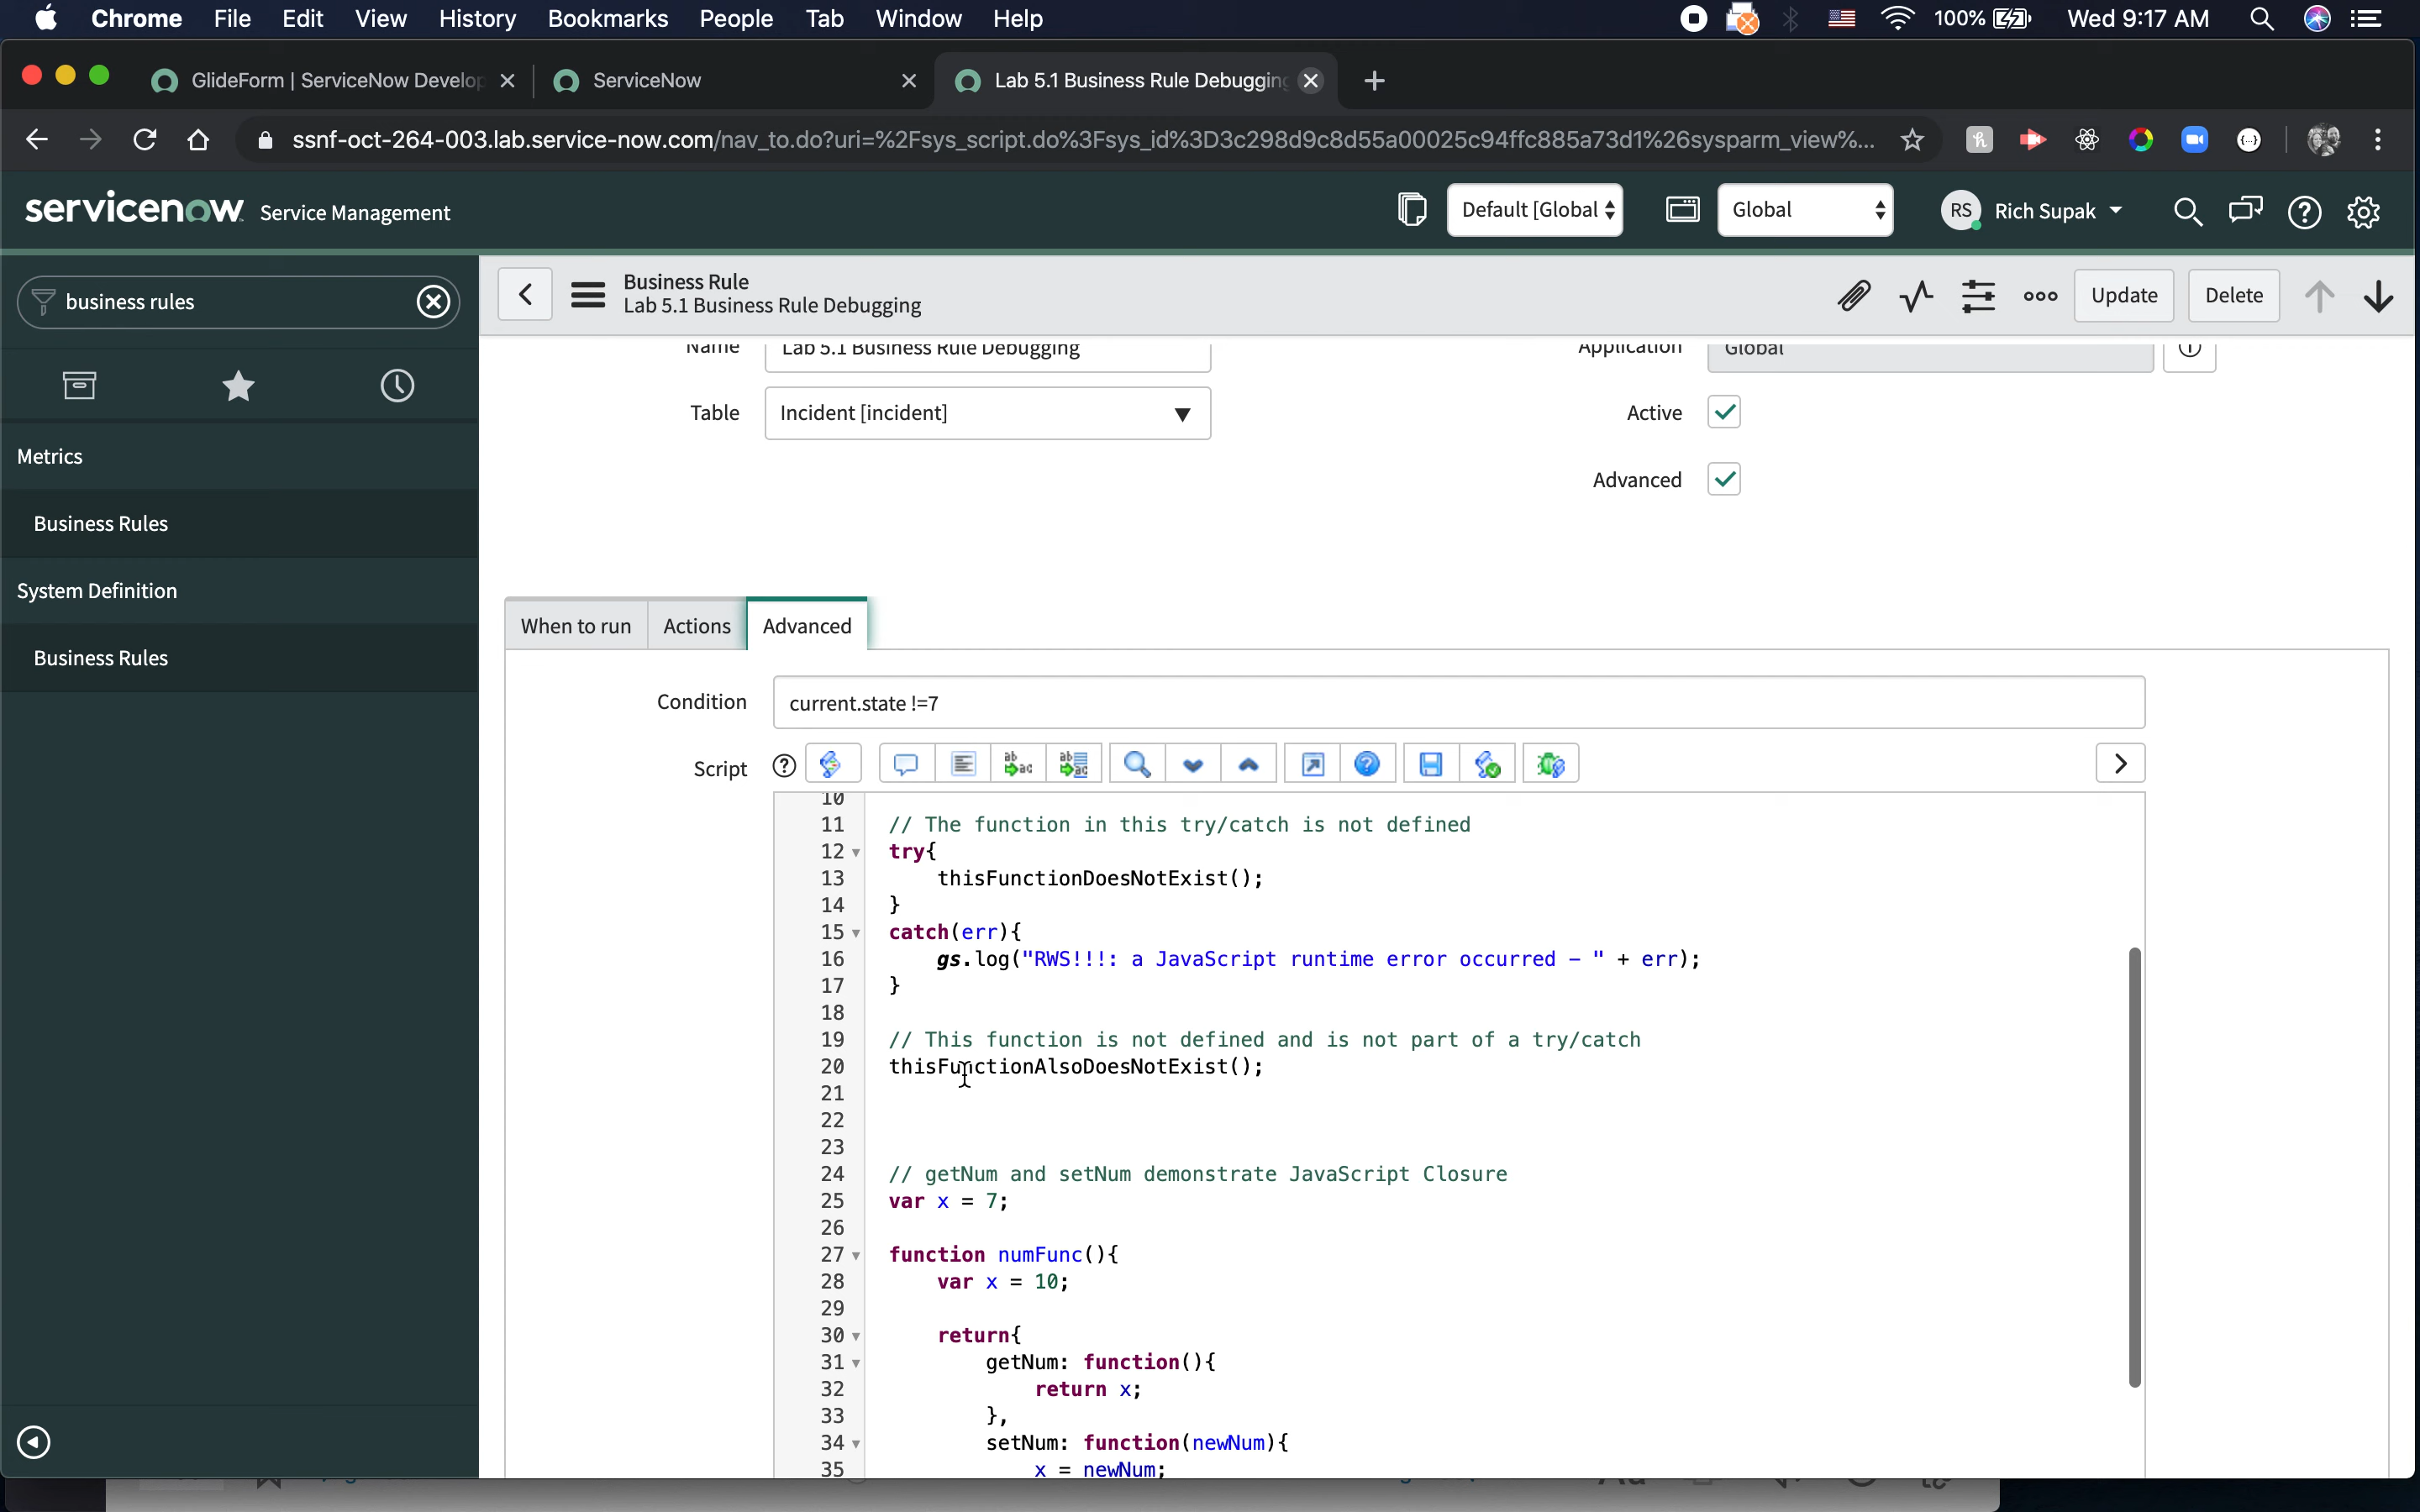 Chrome File Edit View History Bookmarks People Tab Window Help 100% Wed 9:17 AM
GlideForm | ServiceNow Develop ServiceNow Lab 5.1 Business Rule Debugging
ssnf-oct-264-003.lab.service-now.com/nav_to.do?uri=%2Fsys_script.do%3Fsys_id%3D3c298d9c8d55a00025c94ffc885a73d1%26sysparm_view%...
servicenow Service Management Default [Global Global RS Rich Supak
business rules
Business Rule
Lab 5.1 Business Rule Debugging
Update Delete
Name Lab 5.1 Business Rule Debugging Application Global
Table Incident [incident] Active
Advanced
Metrics
Business Rules
System Definition
Business Rules
When to run Actions Advanced
Condition current.state !=7
Script
10
11 // The function in this try/catch is not defined
12 try{
13 thisFunctionDoesNotExist();
14 }
15 catch(err){
16 gs.log("RWS!!!: a JavaScript runtime error occurred - " + err);
17 }
18
19 // This function is not defined and is not part of a try/catch
20 thisFunctionAlsoDoesNotExist();
21
22
23
24 // getNum and setNum demonstrate JavaScript Closure
25 var x = 7;
26
27 function numFunc(){
28 var x = 10;
29
30 return{
31 getNum: function(){
32 return x;
33 },
34 setNum: function(newNum){
35 x = newNum;